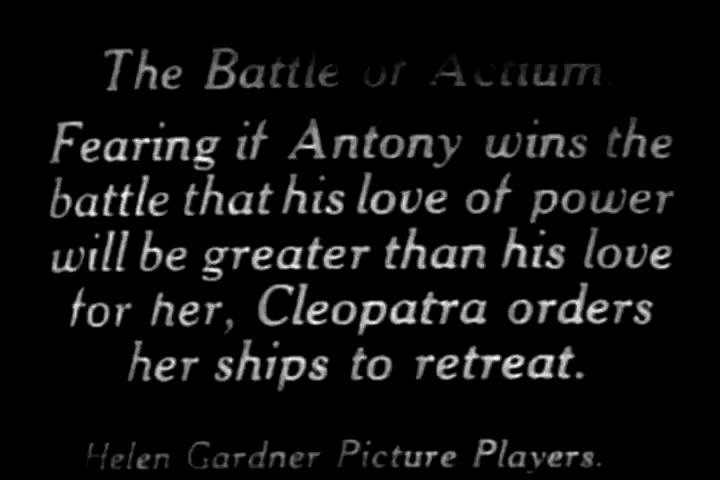 The Battle of Actium.
Fearing if Antony wins the
battle that his love of power
will be greater than his love
for her, Cleopatra orders
her ships to retreat.
Helen Gardner Picture Players.